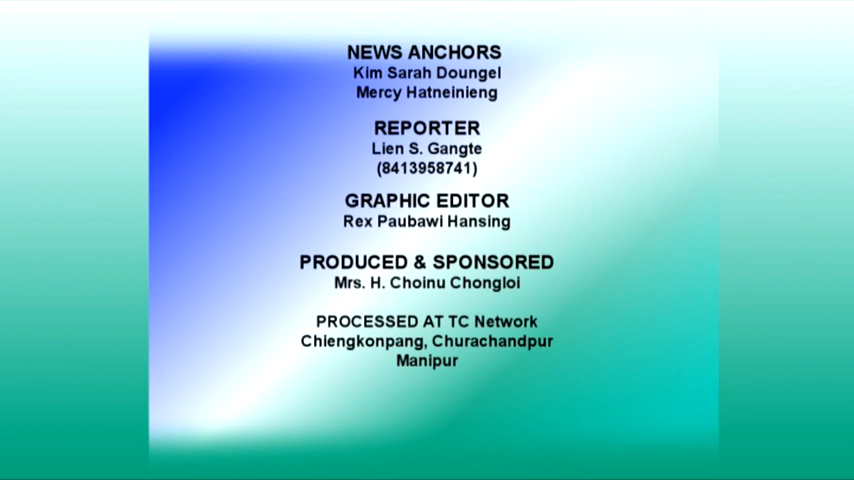 NEWS ANCHORS
Kim Sarah Doungel
Mercy Hatneinieng
REPORTER
Lien S. Gangte
(8413958741)
GRAPHIC EDITOR
Rex Paubawi Hansing
PRODUCED & SPONSORED
Mrs. H. Choinu Chongloi
PROCESSED AT TC Network
Chiengkonpang, Churachandpur
Manipur